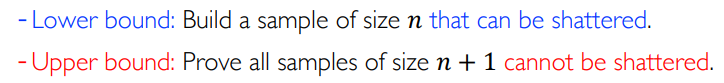 - Lower bound: Build a sample of size n that can be shattered.
- Upper bound: Prove all samples of size n + 1 cannot be shattered.